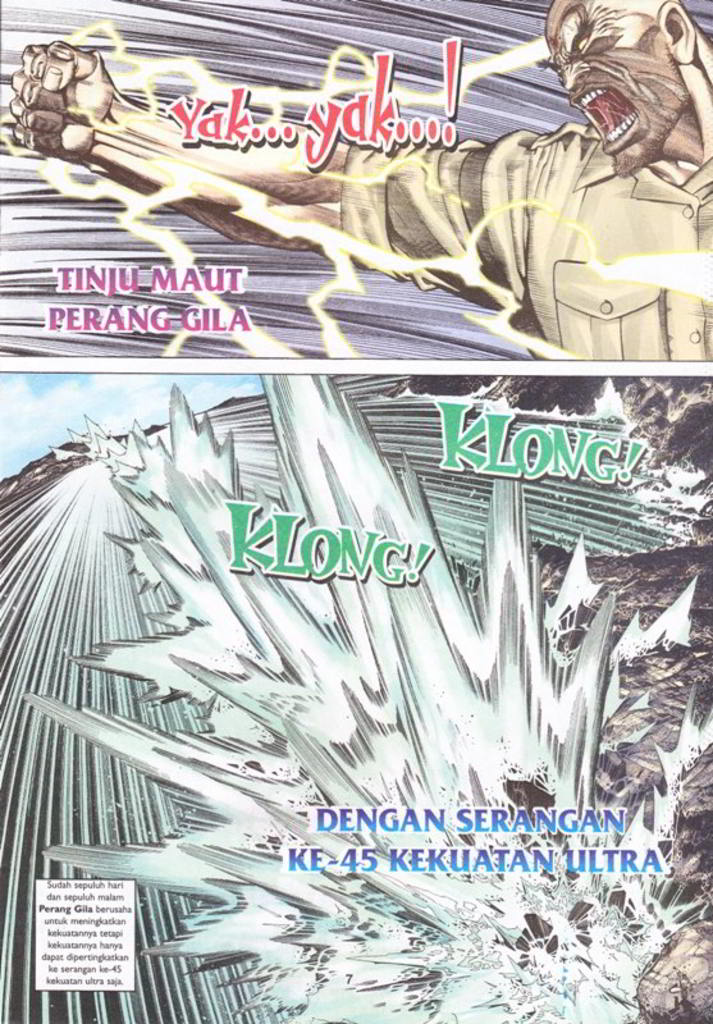 Yak... yak....!
TINJU MAUT
PERANG GILA
KLONG!
KLONG!
DENGAN SERANGAN
KE-45 KEKUATAN ULTRA
Sudah sepuluh hari
dan sepuluh malam
Perang Gila berusaha
untuk meningkatkan
kekuatannya tetapi
kekuatannya hanya
dapat dipertingkatkan
ke serangan ke-45
kekuatan ultra saja.
7